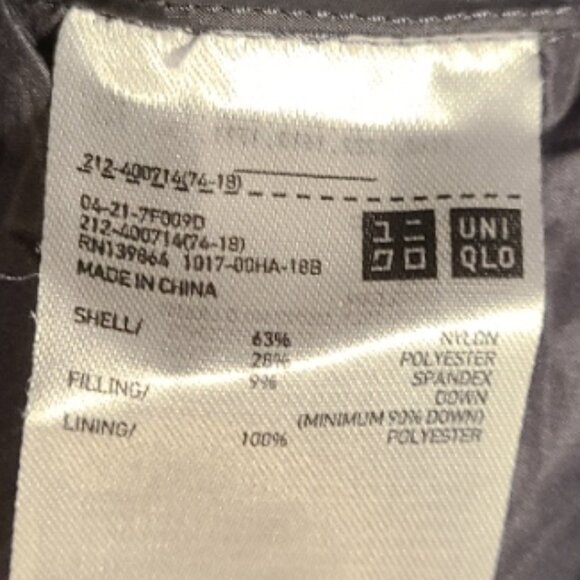 212-400714(74-18)
04-21-7F009D
212-400714(74-18)
RN139864 1017-00HA-18B
MADE IN CHINA
ユニ
クロ
UNI
QLO
SHELL/ 63% NYLON
28% POLYESTER
9% SPANDEX
FILLING/ DOWN
(MINIMUM 90% DOWN)
LINING/ 100% POLYESTER